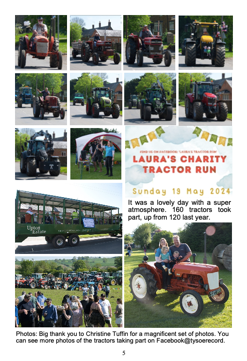 LAURA'S CHARITY
TRACTOR RUN
Sunday 19 May 2024
It was a lovely day with a super
atmosphere. 160 tractors took
part, up from 120 last year.
Photos: Big thank you to Christine Tuffin for a magnificent set of photos. You
can see more photos of the tractors taking part on Facebook@tysoerecord.
5